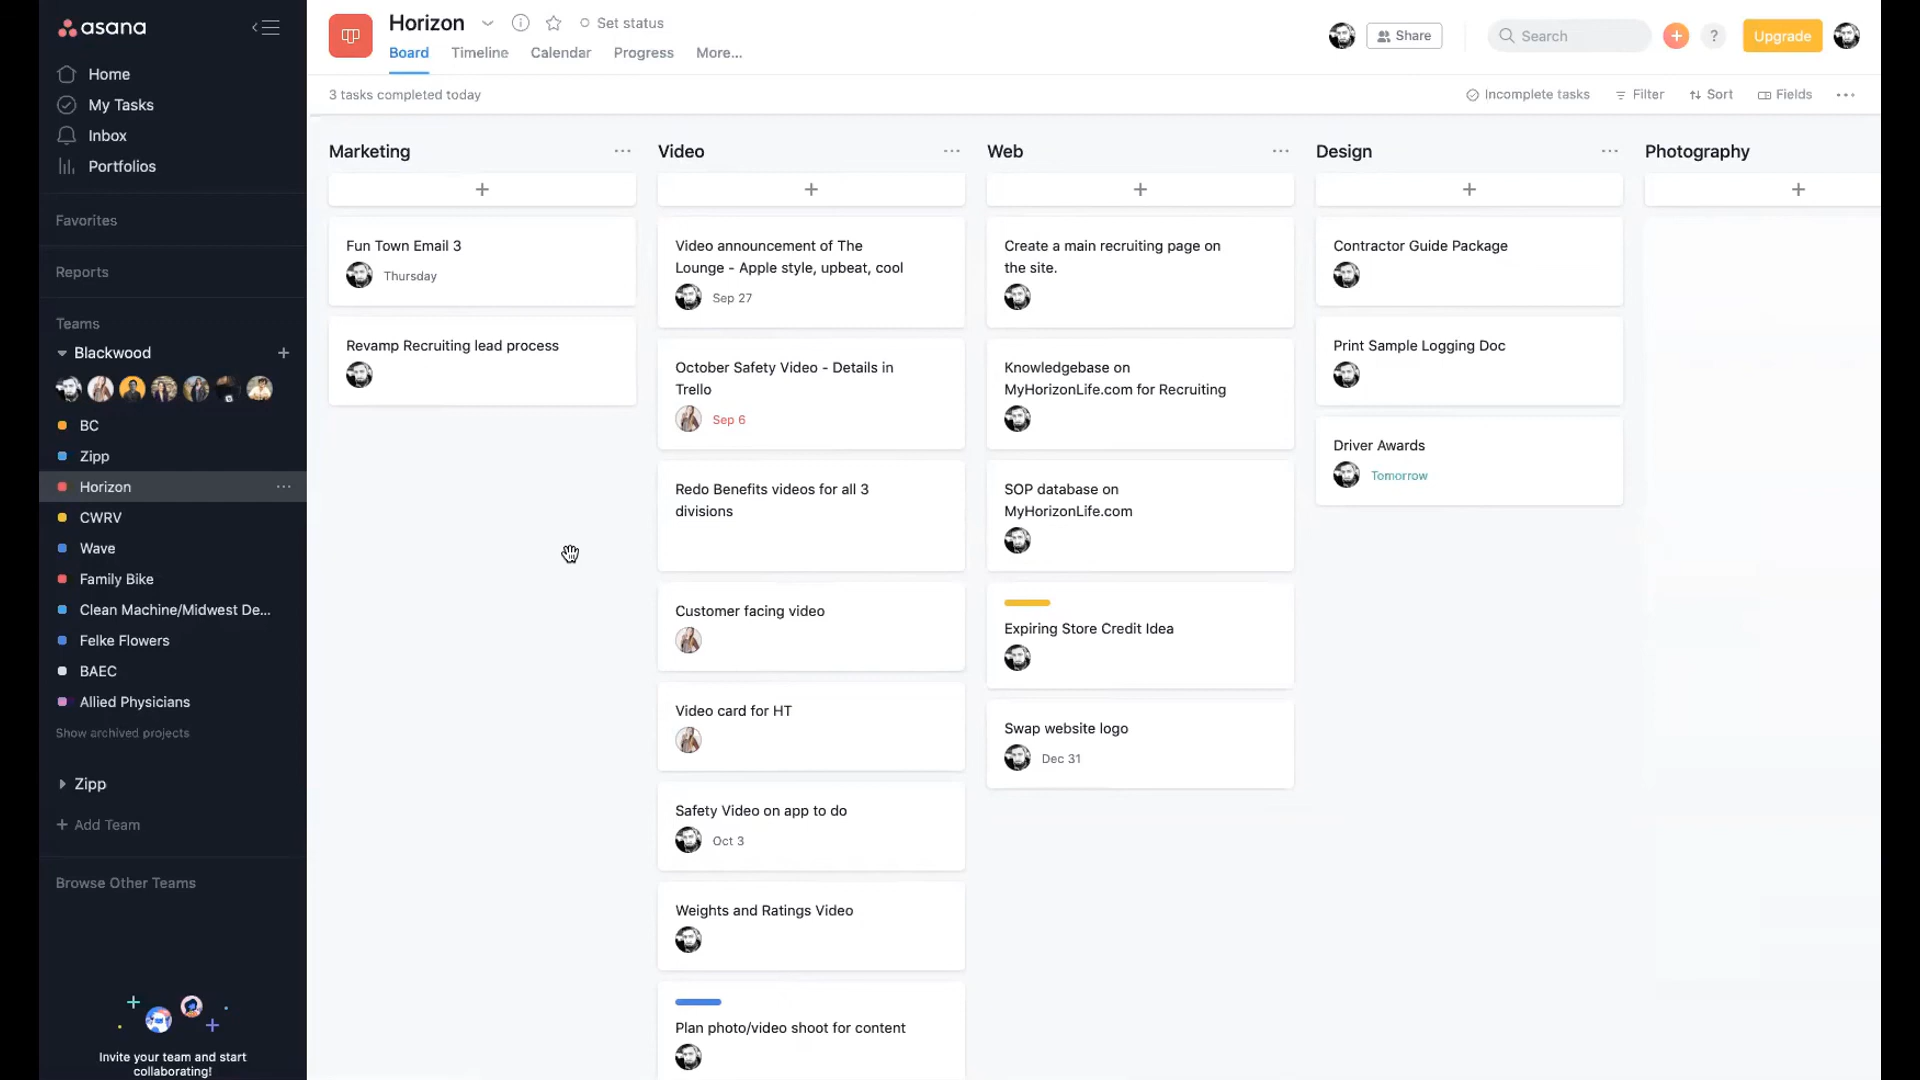 asana
Home
My Tasks
Inbox
Portfolios
Favorites
Reports
Teams
Blackwood
BC
Zipp
Horizon
CWRV
Wave
Family Bike
Clean Machine/Midwest De...
Felke Flowers
BAEC
Allied Physicians
Show archived projects
Zipp
+ Add Team
Browse Other Teams
Invite your team and start
collaborating!
Horizon
Set status
Board Timeline Calendar Progress More...
Share
Search
?
Upgrade
3 tasks completed today
Incomplete tasks Filter Sort Fields
Marketing
Fun Town Email 3
Thursday
Revamp Recruiting lead process
Video
Video announcement of The
Lounge - Apple style, upbeat, cool
Sep 27
October Safety Video - Details in
Trello
Sep 6
Redo Benefits videos for all 3
divisions
Customer facing video
Video card for HT
Safety Video on app to do
Oct 3
Weights and Ratings Video
Plan photo/video shoot for content
Web
Create a main recruiting page on
the site.
Knowledgebase on
MyHorizonLife.com for Recruiting
SOP database on
MyHorizonLife.com
Expiring Store Credit Idea
Swap website logo
Dec 31
Design
Contractor Guide Package
Print Sample Logging Doc
Driver Awards
Tomorrow
Photography